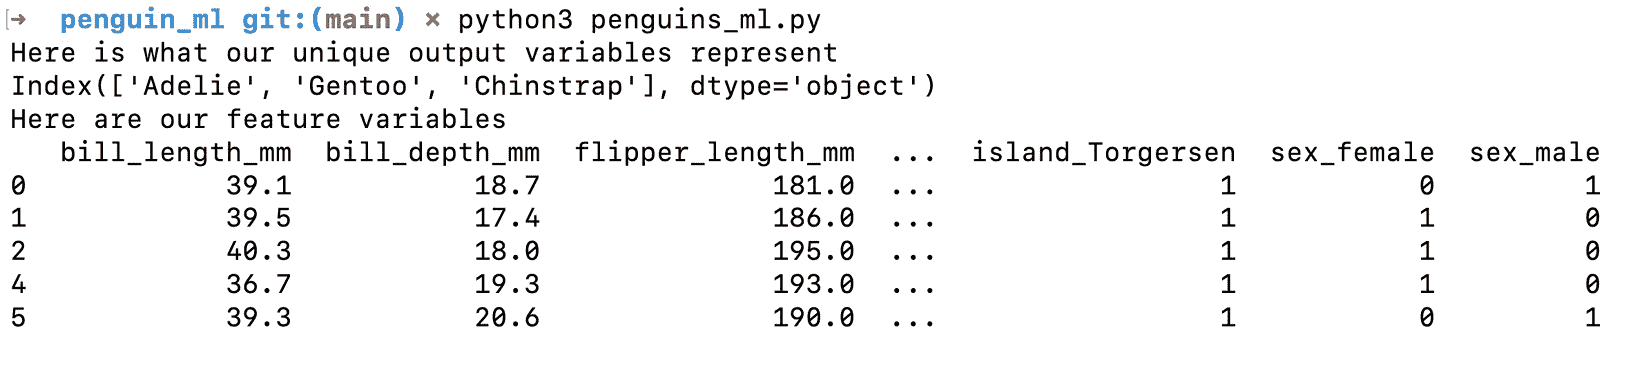 [➜ penguin_ml git:(main) × python3 penguins_ml.py
Here is what our unique output variables represent
Index(['Adelie', 'Gentoo', 'Chinstrap'], dtype='object')
Here are our feature variables
   bill_length_mm  bill_depth_mm  flipper_length_mm  ...  island_Torgersen  sex_female  sex_male
0            39.1           18.7              181.0  ...                 1           0         1
1            39.5           17.4              186.0  ...                 1           1         0
2            40.3           18.0              195.0  ...                 1           1         0
4            36.7           19.3              193.0  ...                 1           1         0
5            39.3           20.6              190.0  ...                 1           0         1